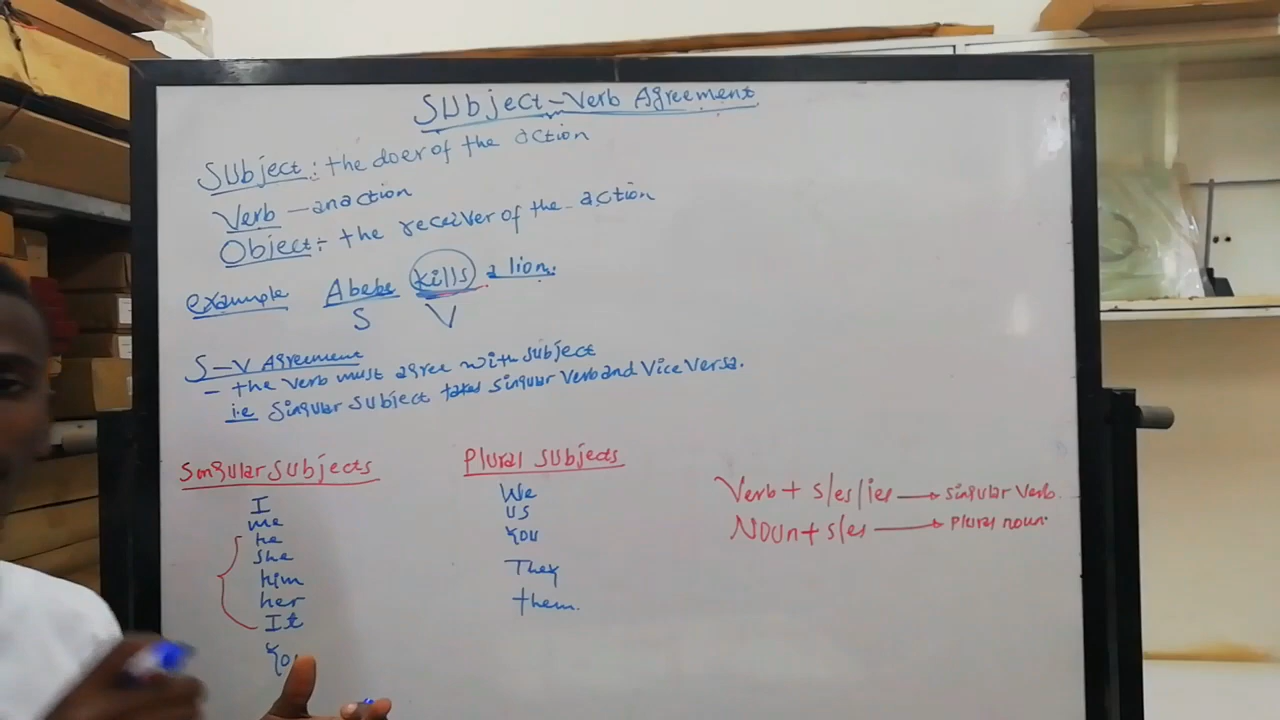 Subject-Verb Agreement
Subject: the doer of the action
Verb - an action
Object: the receiver of the action
example Abebe kills a lion.
S V
S-V Agreement
- the verb must agree with subject
i.e Singular subject takes singular verb and vice versa.
Singular subjects
I
me
he
she
him
her
It
You
Plural subjects
We
us
You
They
them.
Verb + s/es/ies → singular verb.
Noun + s/es → Plural noun.